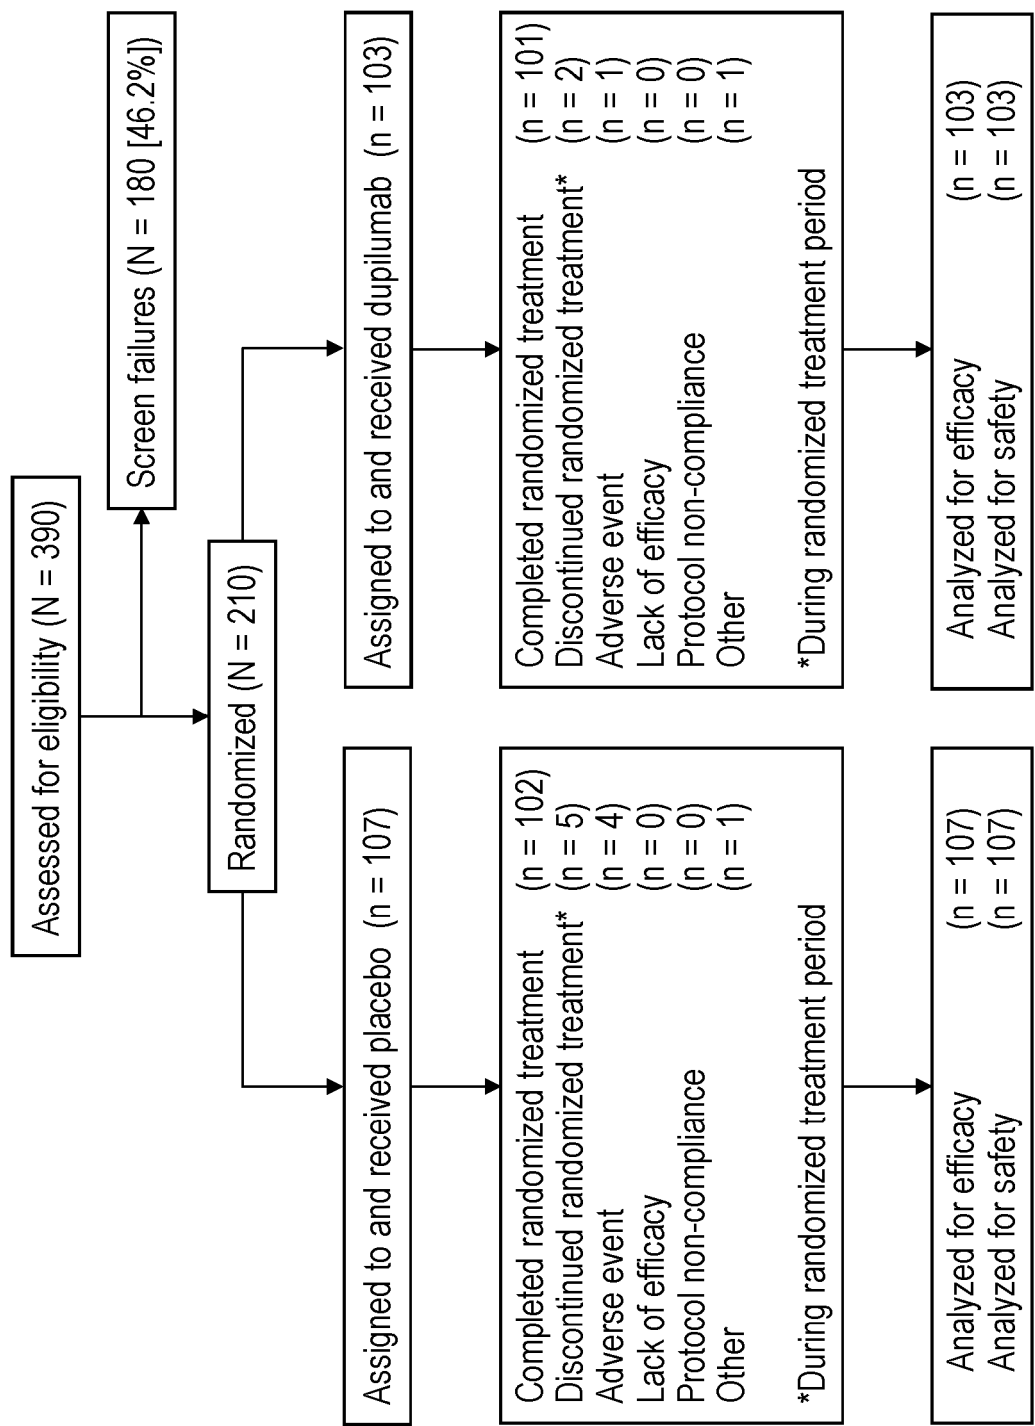 Assessed for eligibility (N = 390)
Screen failures (N = 180 [46.2%])
Randomized (N = 210)
Assigned to and received placebo (n = 107)
Completed randomized treatment (n = 102)
Discontinued randomized treatment* (n = 5)
Adverse event (n = 4)
Lack of efficacy (n = 0)
Protocol non-compliance (n = 0)
Other (n = 1)
*During randomized treatment period
Analyzed for efficacy (n = 107)
Analyzed for safety (n = 107)
Assigned to and received dupilumab (n = 103)
Completed randomized treatment (n = 101)
Discontinued randomized treatment* (n = 2)
Adverse event (n = 1)
Lack of efficacy (n = 0)
Protocol non-compliance (n = 0)
Other (n = 1)
*During randomized treatment period
Analyzed for efficacy (n = 103)
Analyzed for safety (n = 103)